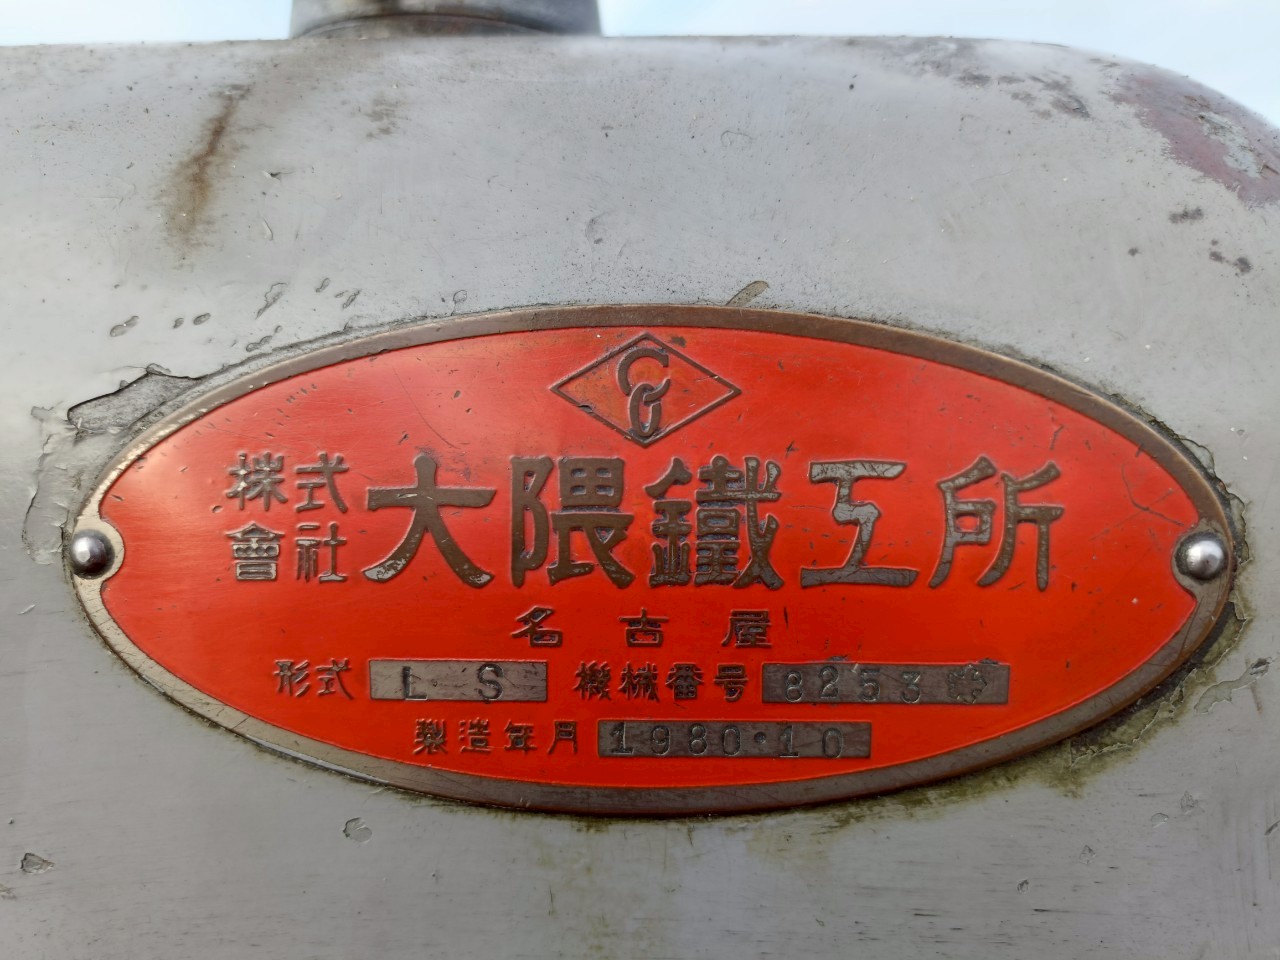 株式
會社
大隈鐵工所
名古屋
形式 LS 機械番号 8253
製造年月 1980・10